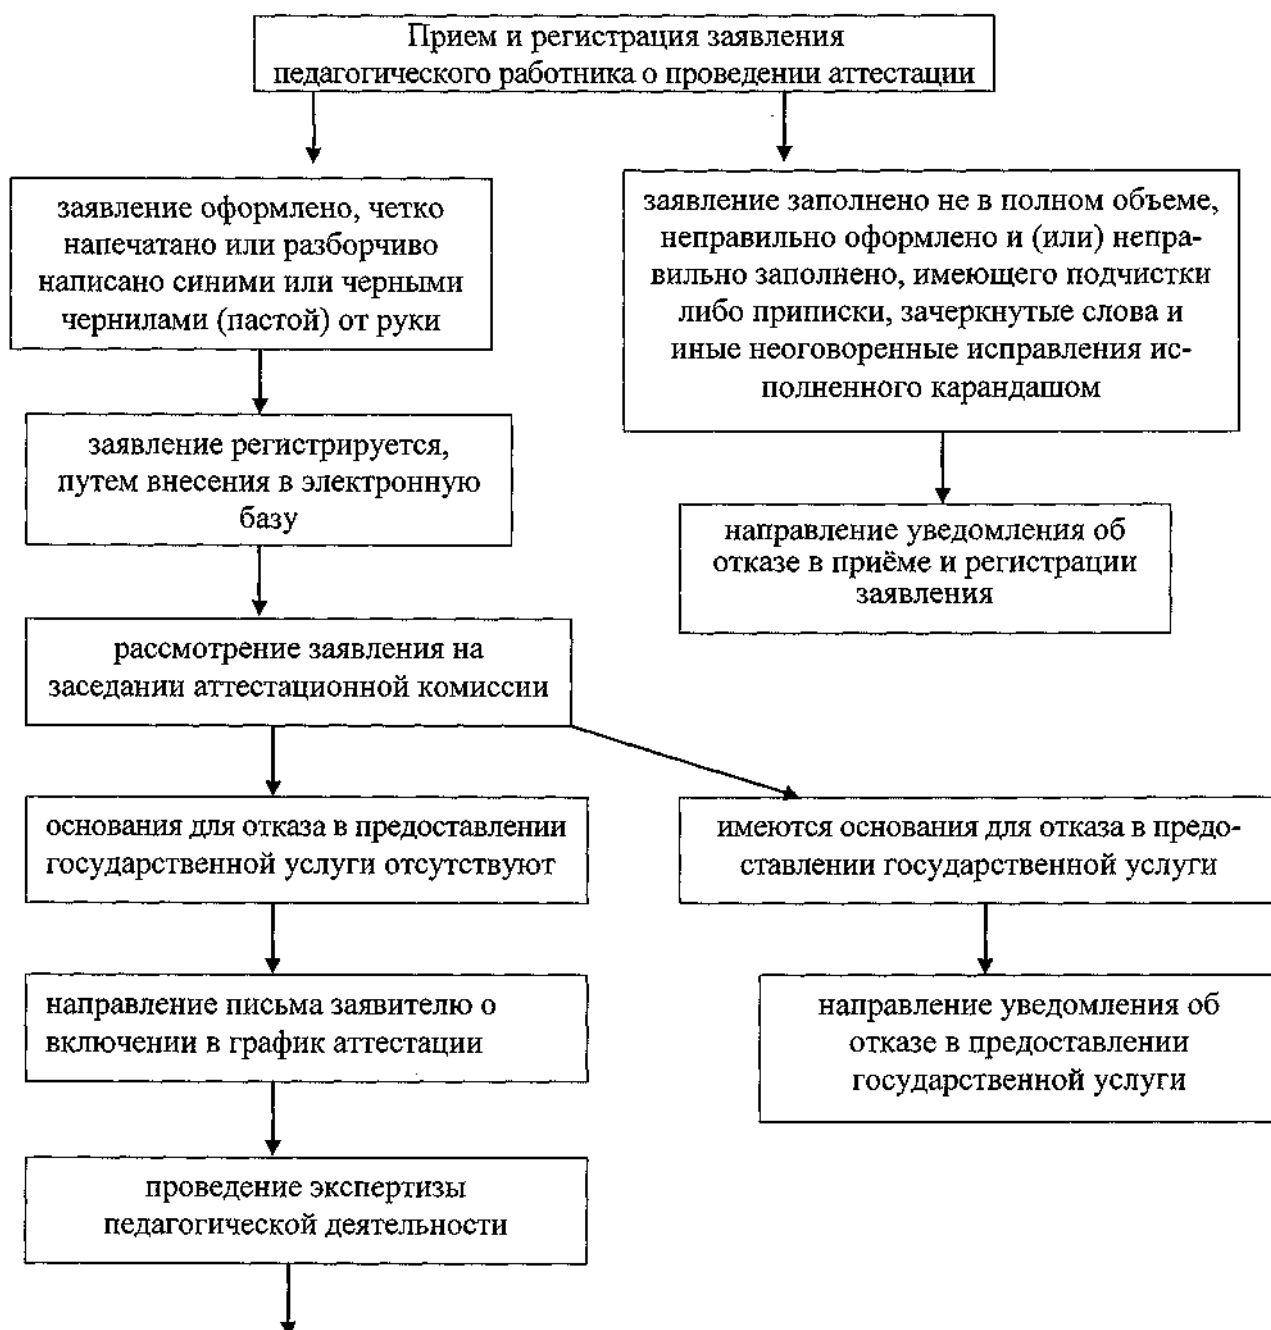 Прием и регистрация заявления
педагогического работника о проведении аттестации
заявление оформлено, четко
напечатано или разборчиво
написано синими или черными
чернилами (пастой) от руки
заявление заполнено не в полном объеме,
неправильно оформлено и (или) непра-
вильно заполнено, имеющего подчистки
либо приписки, зачеркнутые слова и
иные неоговоренные исправления ис-
полненного карандашом
заявление регистрируется,
путем внесения в электронную
базу
направление уведомления об
отказе в приёме и регистрации
заявления
рассмотрение заявления на
заседании аттестационной комиссии
основания для отказа в предоставлении
государственной услуги отсутствуют
имеются основания для отказа в предо-
ставлении государственной услуги
направление письма заявителю о
включении в график аттестации
направление уведомления об
отказе в предоставлении
государственной услуги
проведение экспертизы
педагогической деятельности